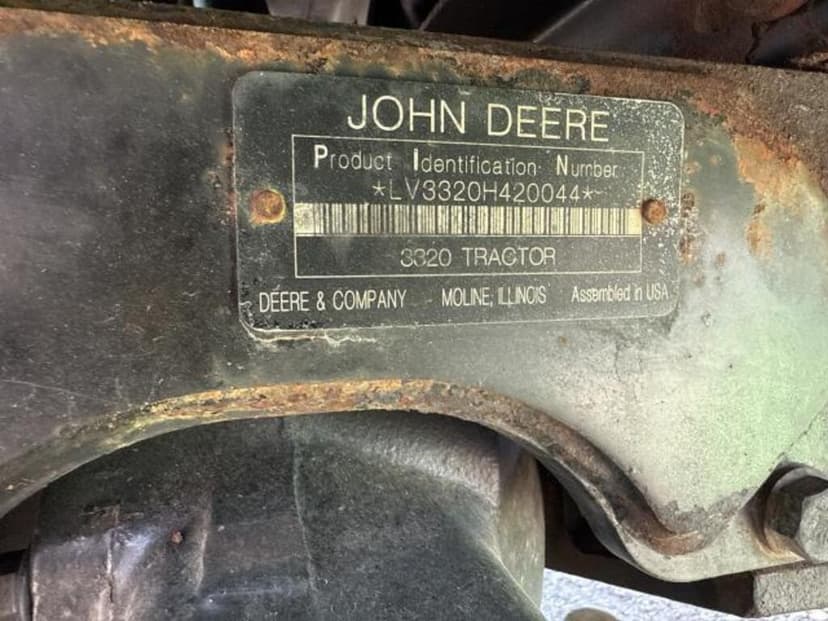 JOHN DEERE
Product Identification Number
*LV3320H420044*
3320 TRACTOR
DEERE & COMPANY MOLINE, ILLINOIS Assembled in USA